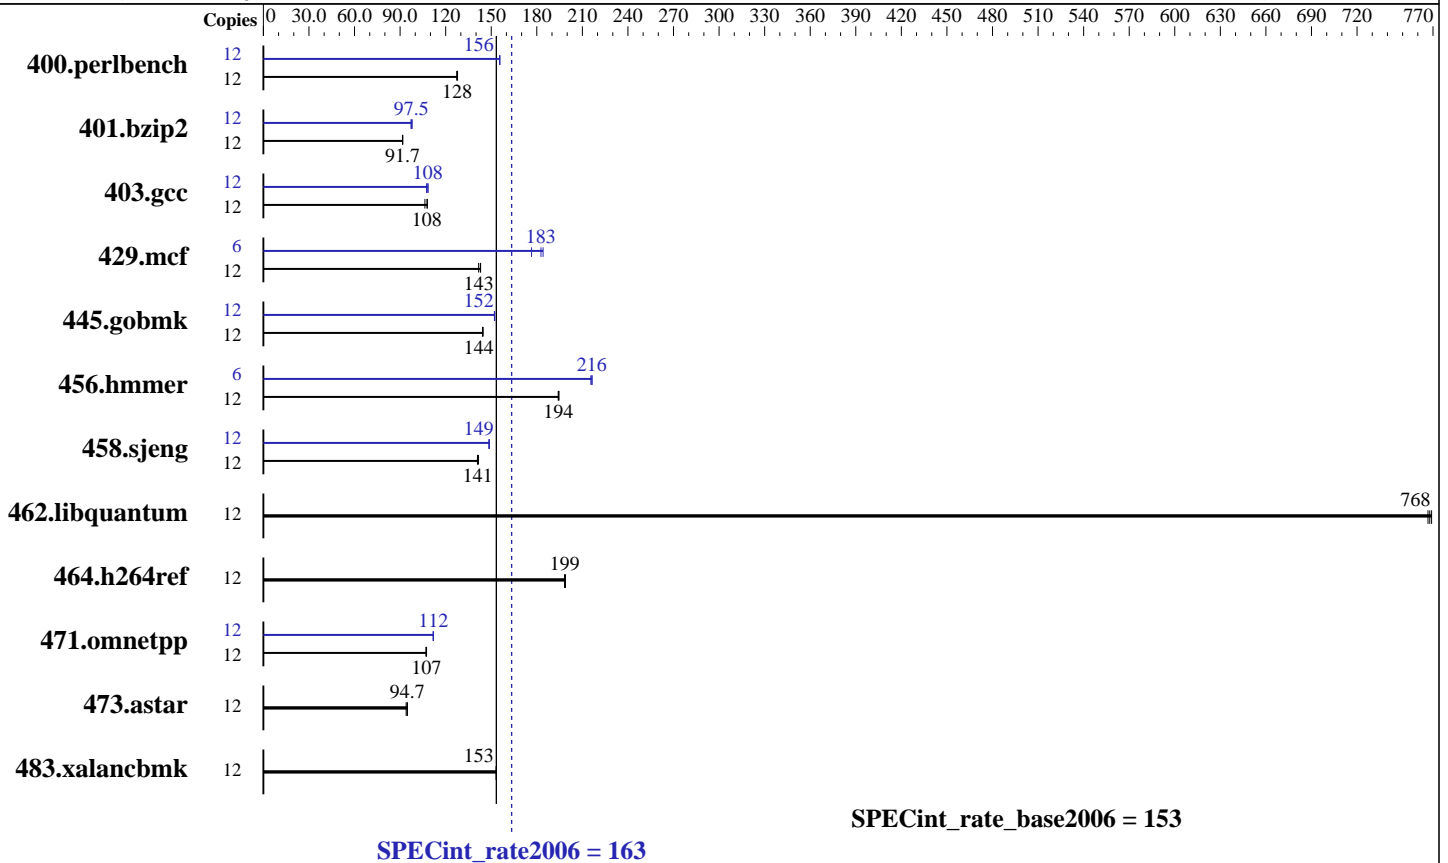 Copies 0 30.0 60.0 90.0 120 150 180 210 240 270 300 330 360 390 420 450 480 510 540 570 600 630 660 690 720 770
400.perlbench 12 156
12 128
401.bzip2 12 97.5
12 91.7
403.gcc 12 108
12 108
429.mcf 6 183
12 143
445.gobmk 12 152
12 144
456.hmmer 6 216
12 194
458.sjeng 12 149
12 141
462.libquantum 12 768
464.h264ref 12 199
471.omnetpp 12 112
12 107
473.astar 12 94.7
483.xalancbmk 12 153
SPECint_rate_base2006 = 153
SPECint_rate2006 = 163